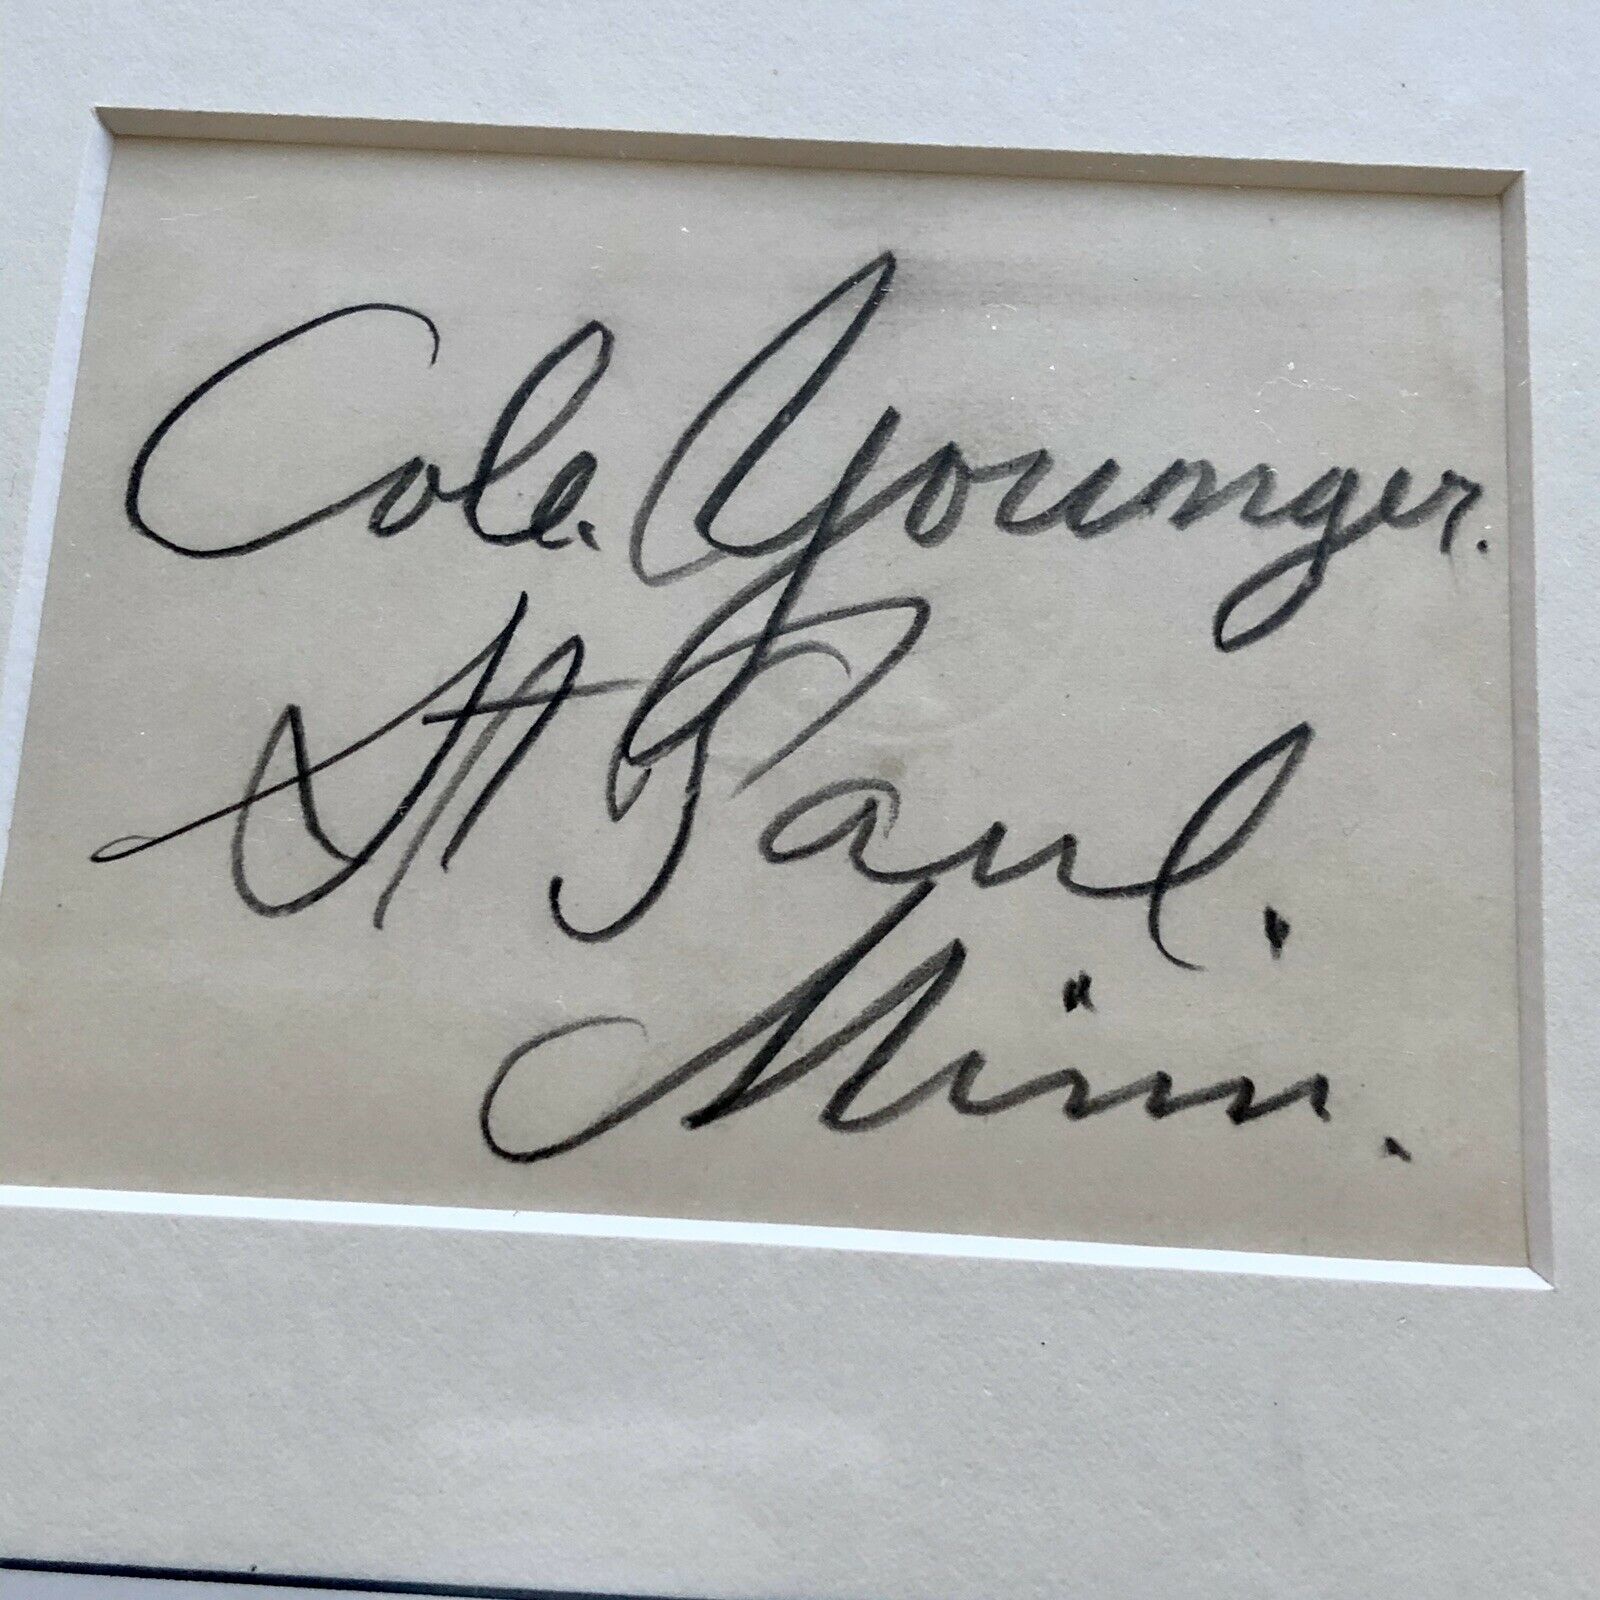 Cole. Younger.
St Paul.
Minn.